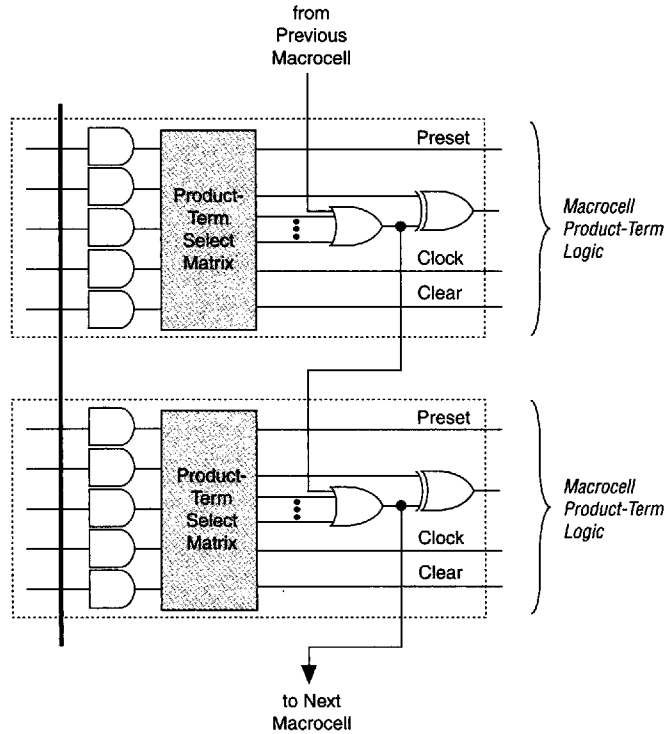 from
Previous
Macrocell
Preset
Product-
Term
Select
Matrix
Clock
Clear
Macrocell
Product-Term
Logic
Preset
Product-
Term
Select
Matrix
Clock
Clear
Macrocell
Product-Term
Logic
to Next
Macrocell